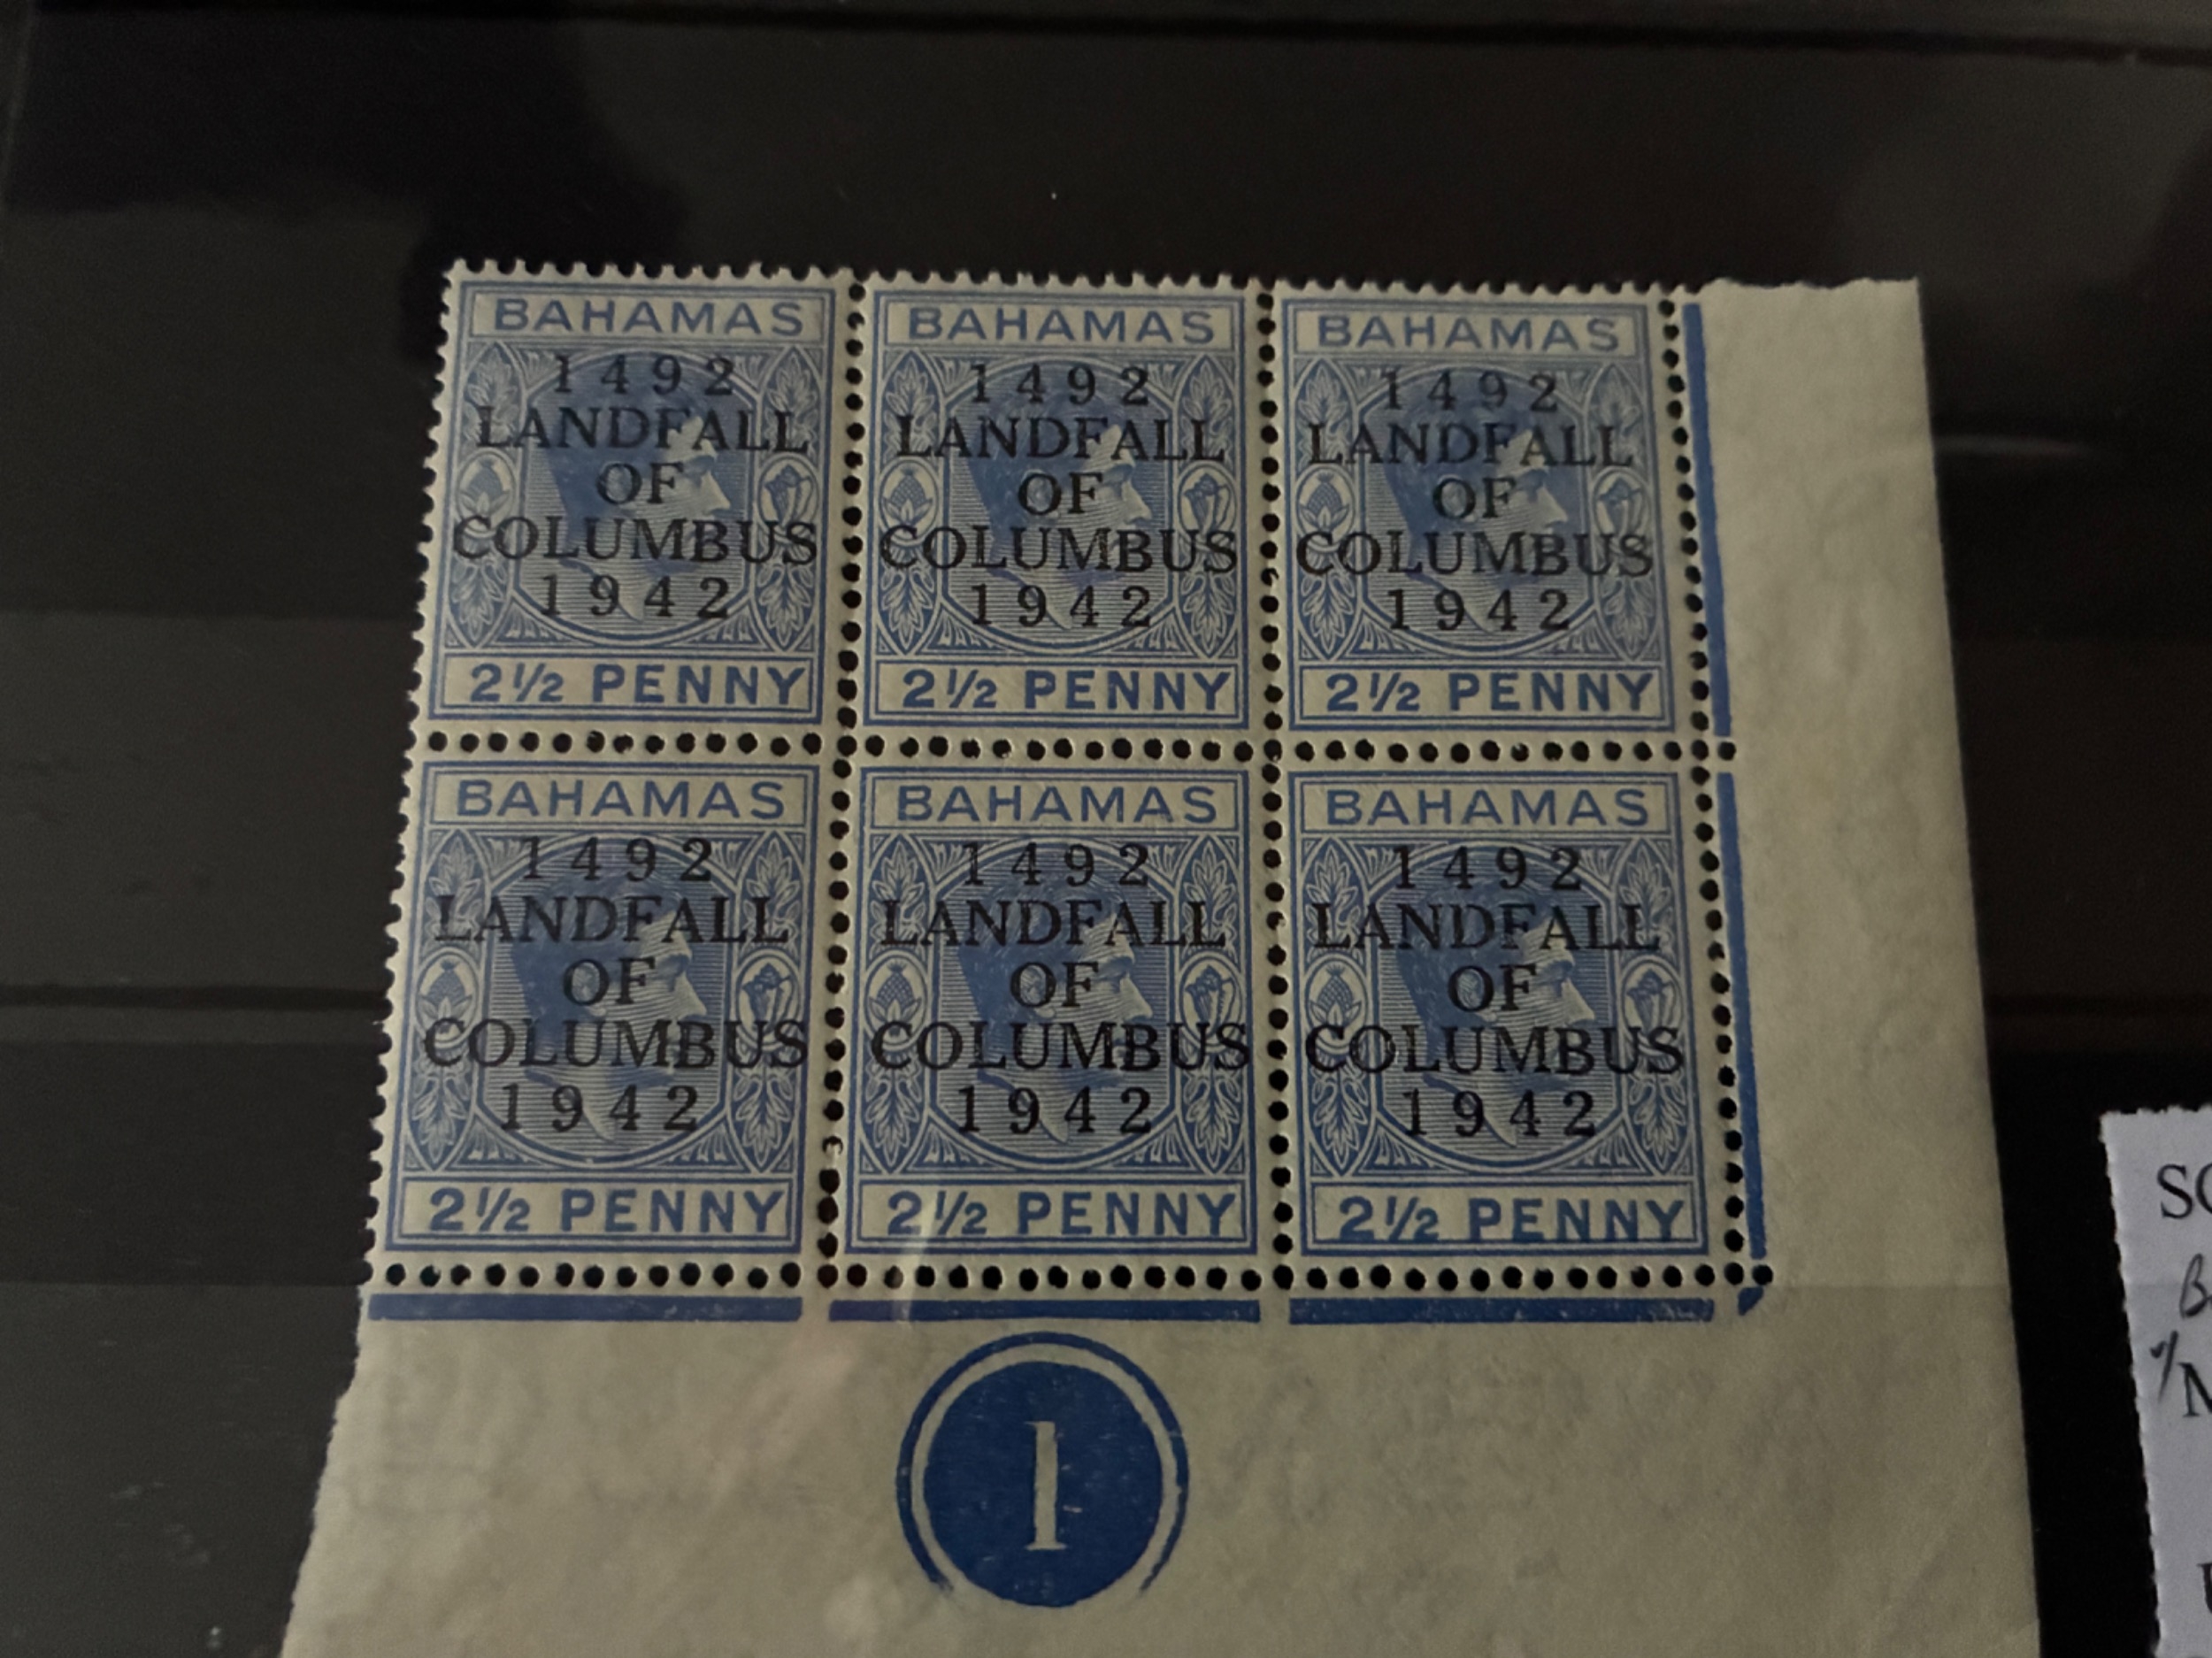 BAHAMAS
1492
LANDFALL
OF
COLUMBUS
1942
2½ PENNY
BAHAMAS
1492
LANDFALL
OF
COLUMBUS
1942
2½ PENNY
BAHAMAS
1492
LANDFALL
OF
COLUMBUS
1942
2½ PENNY
BAHAMAS
1492
LANDFALL
OF
COLUMBUS
1942
2½ PENNY
BAHAMAS
1492
LANDFALL
OF
COLUMBUS
1942
2½ PENNY
BAHAMAS
1492
LANDFALL
OF
COLUMBUS
1942
2½ PENNY
1